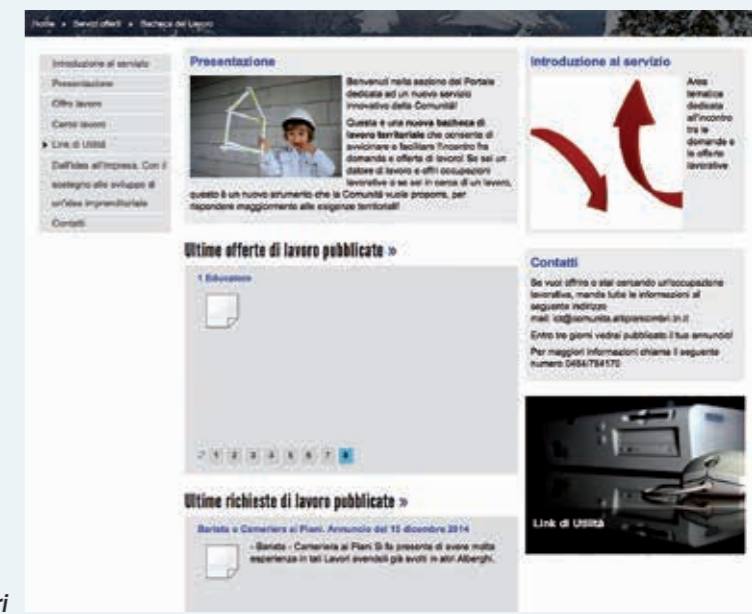 Home » Servizi offerti » Bacheca del Lavoro
Introduzione al servizio
Presentazione
Offro lavoro
Cerco lavoro
Link di Utilità
Dall'idea all'impresa. Con il
sostegno allo sviluppo di
un'idea imprenditoriale
Contatti
Presentazione
Benvenuti nella sezione del Portale
dedicata ad un nuovo servizio
innovativo della Comunità!
Questa è una nuova bacheca di
lavoro territoriale che consente di
avvicinare e facilitare l'incontro fra
domanda e offerta di lavoro! Se sei un
datore di lavoro e offri occupazioni
lavorative o se sei in cerca di un lavoro,
questo è un nuovo strumento che la Comunità vuole proporre, per
rispondere maggiormente alle esigenze territoriali!
Ultime offerte di lavoro pubblicate »
1 Educatore
1 2 3 4 5 6 7 8
Ultime richieste di lavoro pubblicate »
Barista o Cameriera ai Piani. Annuncio del 15 dicembre 2014
- Barista - Cameriera ai Piani Si fa presente di avere molta
esperienza in tali Lavori avendoli già svolti in altri Alberghi.
Introduzione al servizio
Area
tematica
dedicata
all'incontro
tra le
domande e
le offerte
lavorative
Contatti
Se vuoi offrire o stai cercando un'occupazione
lavorativa, manda tutte le informazioni al
seguente indirizzo
mail:
Entro tre giorni vedrai pubblicato il tuo annuncio!
Per maggiori informazioni chiama il seguente
numero 0464/784170
Link di Utilità
ri